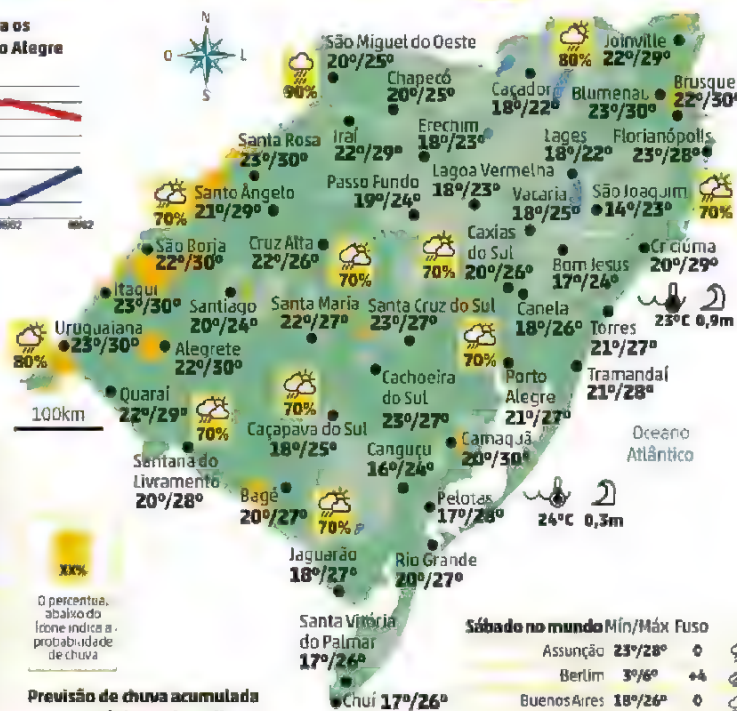 a os
o Alegre
N
O
L
S
08/02
São Miguel do Oeste
20º/25º
90%
Chapecó
20º/25º
Caçador
18º/22º
80%
Joinville
22º/29º
Blumenau
23º/30º
Brusque
22º/30º
Santa Rosa
23º/30º
Iraí
22º/29º
Erechim
18º/23º
Lages
18º/22º
Florianópolis
23º/28º
70%
Santo Ângelo
21º/29º
Passo Fundo
19º/24º
Lagoa Vermelha
18º/23º
Vacaria
18º/25º
São Joaquim
14º/23º
70%
São Borja
22º/30º
Cruz Alta
22º/26º
70%
70%
Caxias
do Sul
20º/26º
Bom Jesus
17º/24º
Criciúma
20º/29º
Itaqui
23º/30º
Santiago
20º/24º
Santa Maria
22º/27º
Santa Cruz do Sul
23º/27º
Canela
18º/26º
23ºC 0,9m
Torres
21º/27º
Uruguaiana
23º/30º
80%
Alegrete
22º/30º
70%
Porto
Alegre
21º/27º
Tramandaí
21º/28º
Quaraí
22º/29º
100km
70%
70%
Caçapava do Sul
18º/25º
Cachoeira
do Sul
23º/27º
Camaquã
20º/30º
Oceano
Atlântico
Santana do
Livramento
20º/28º
Canguçu
16º/24º
Bagé
20º/27º
70%
Pelotas
17º/28º
24ºC 0,3m
Jaguarão
18º/27º
Rio Grande
20º/27º
XX%
O percentual
abaixo do
ícone indica a
probabilidade
de chuva
Santa Vitória
do Palmar
17º/26º
Chuí 17º/26º
Sábado no mundo Mín/Máx Fuso
Assunção 23º/28º 0
Berlim 3º/6º +4
Buenos Aires 18º/26º 0
Previsão de chuva acumulada